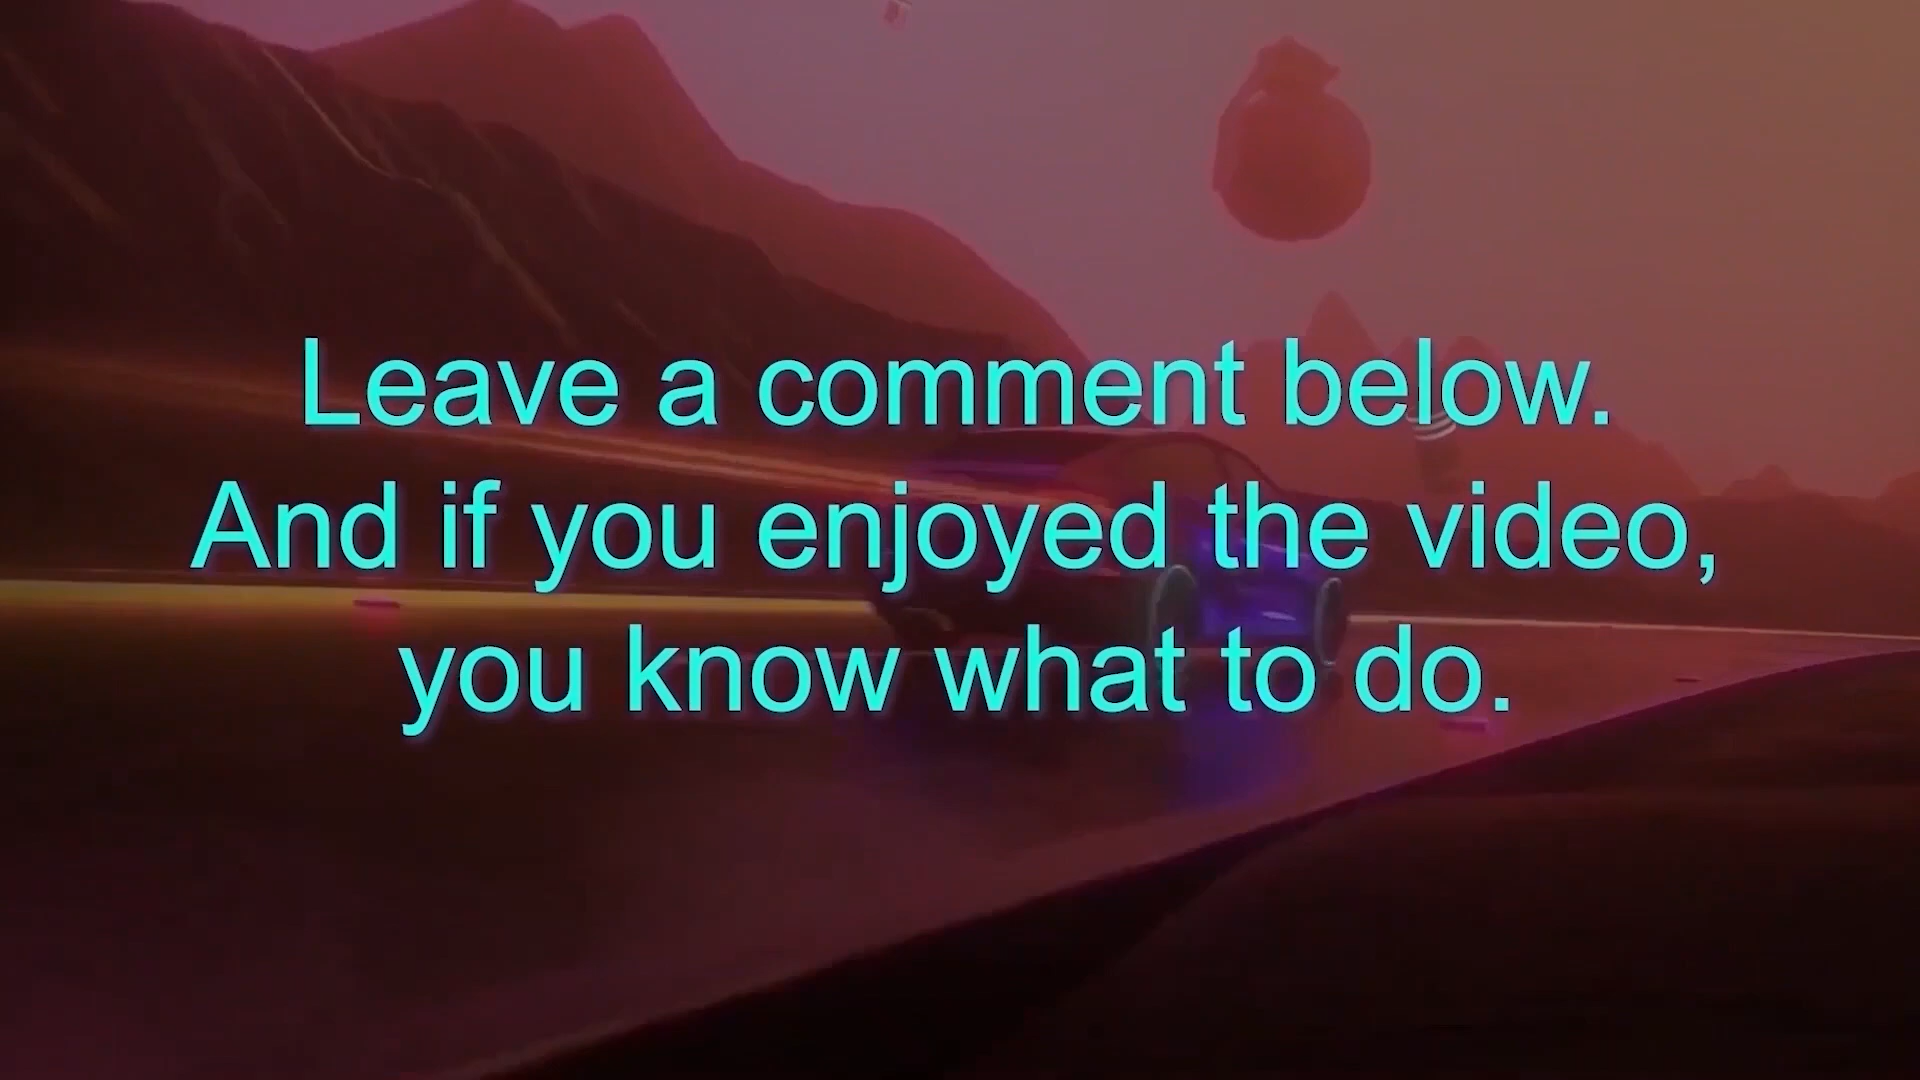 Leave a comment below.
And if you enjoyed the video,
you know what to do.